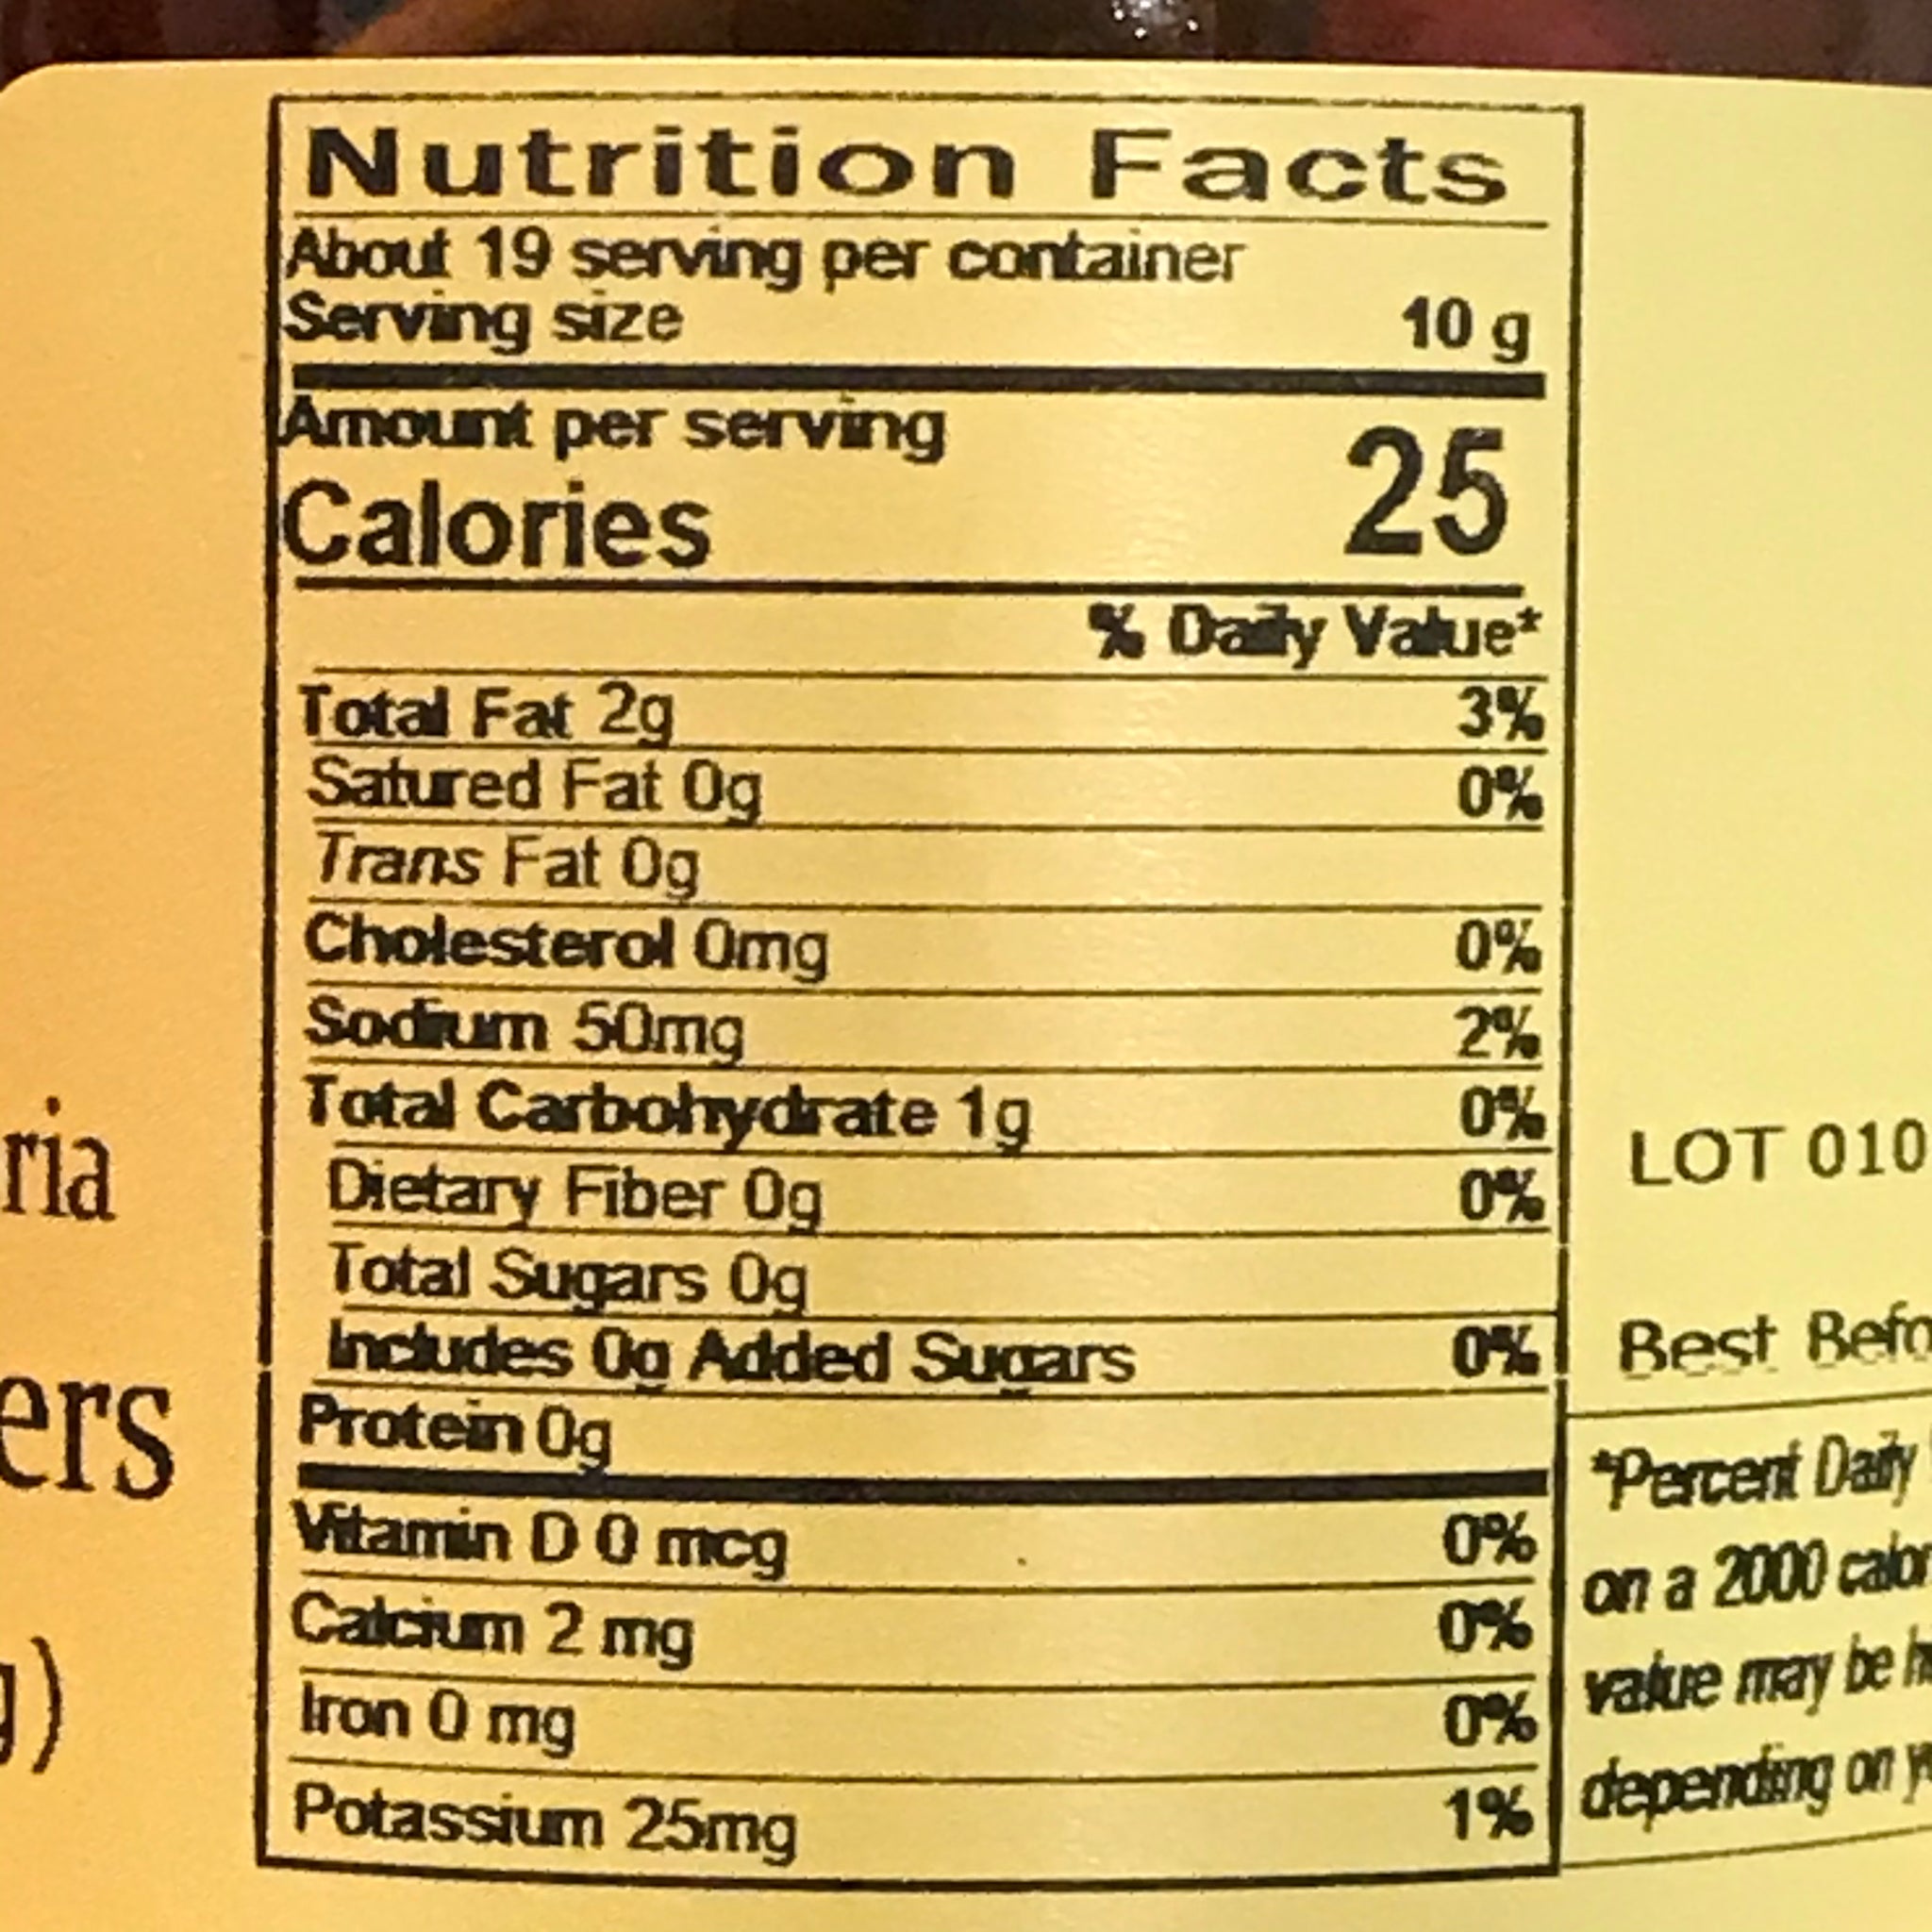 Nutrition Facts
About 19 serving per container
Serving size 10 g
Amount per serving
Calories 25
% Daily Value*
Total Fat 2g 3%
Satured Fat 0g 0%
Trans Fat 0g
Cholesterol 0mg 0%
Sodium 50mg 2%
Total Carbohydrate 1g 0%
Dietary Fiber 0g 0%
Total Sugars 0g
Includes 0g Added Sugars 0%
Protein 0g
Vitamin D 0 mcg 0%
Calcium 2 mg 0%
Iron 0 mg 0%
Potassium 25mg 1%
ria
ers
)
LOT 010
Best Befo
*Percent Daily
on a 2000 calor
value may be
depending on